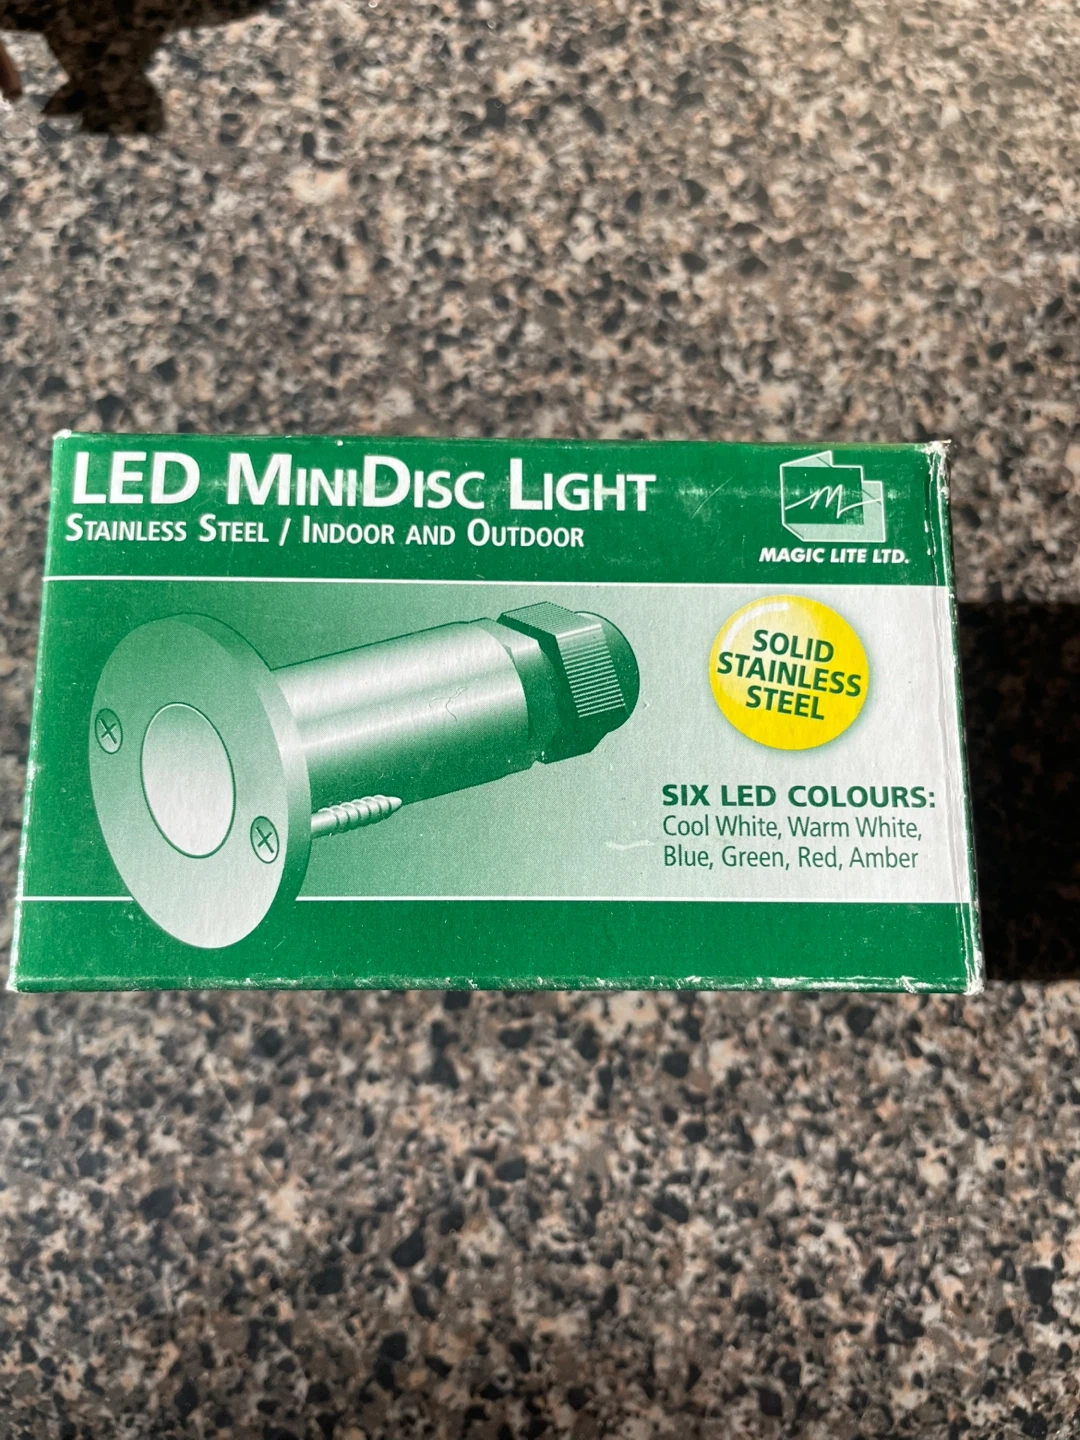 LED MINIDISC LIGHT
STAINLESS STEEL / INDOOR AND OUTDOOR
MAGIC LITE LTD.
SOLID
STAINLESS
STEEL
SIX LED COLOURS:
Cool White, Warm White,
Blue, Green, Red, Amber